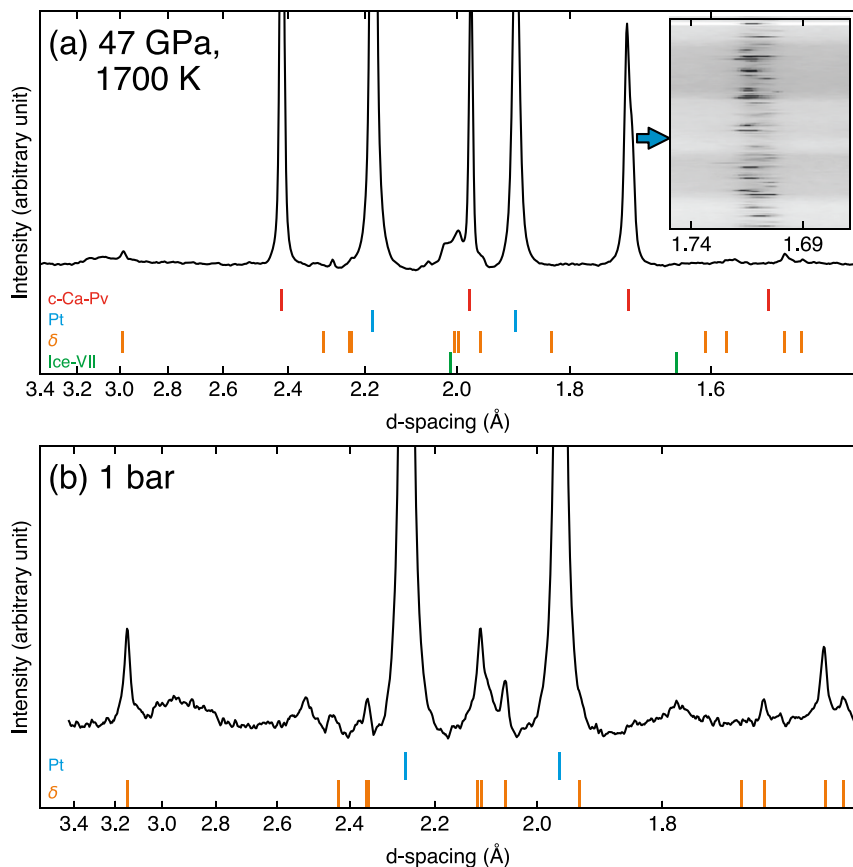 (a) 47 GPa,
1700 K
Intensity (arbitrary unit)
1.74 1.69
c-Ca-Pv
Pt
δ
Ice-VII
3.4 3.2 3.0 2.8 2.6 2.4 2.2 2.0 1.8 1.6
d-spacing (Å)
(b) 1 bar
Intensity (arbitrary unit)
Pt
δ
3.4 3.2 3.0 2.8 2.6 2.4 2.2 2.0 1.8
d-spacing (Å)